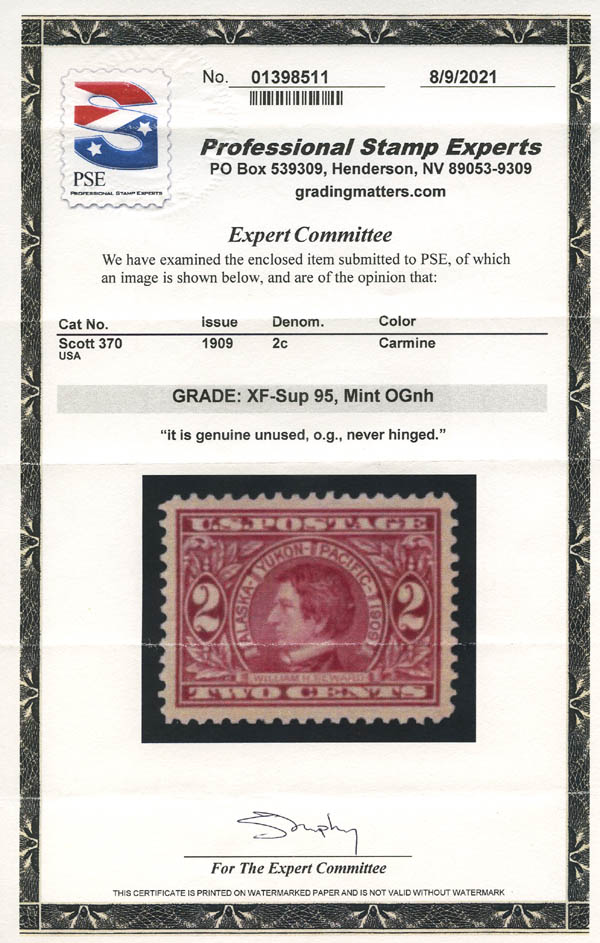 No. 01398511 8/9/2021
PSE
PROFESSIONAL STAMP EXPERTS
Professional Stamp Experts
PO Box 539309, Henderson, NV 89053-9309
gradingmatters.com
Expert Committee
We have examined the enclosed item submitted to PSE, of which
an image is shown below, and are of the opinion that:
Cat No. Issue Denom. Color
Scott 370 1909 2c Carmine
USA
GRADE: XF-Sup 95, Mint OGnh
“it is genuine unused, o.g., never hinged.”
U.S. POSTAGE
ALASKA-YUKON-PACIFIC-1909
2 2
WILLIAM H. SEWARD
TWO CENTS
For The Expert Committee
THIS CERTIFICATE IS PRINTED ON WATERMARKED PAPER AND IS NOT VALID WITHOUT WATERMARK